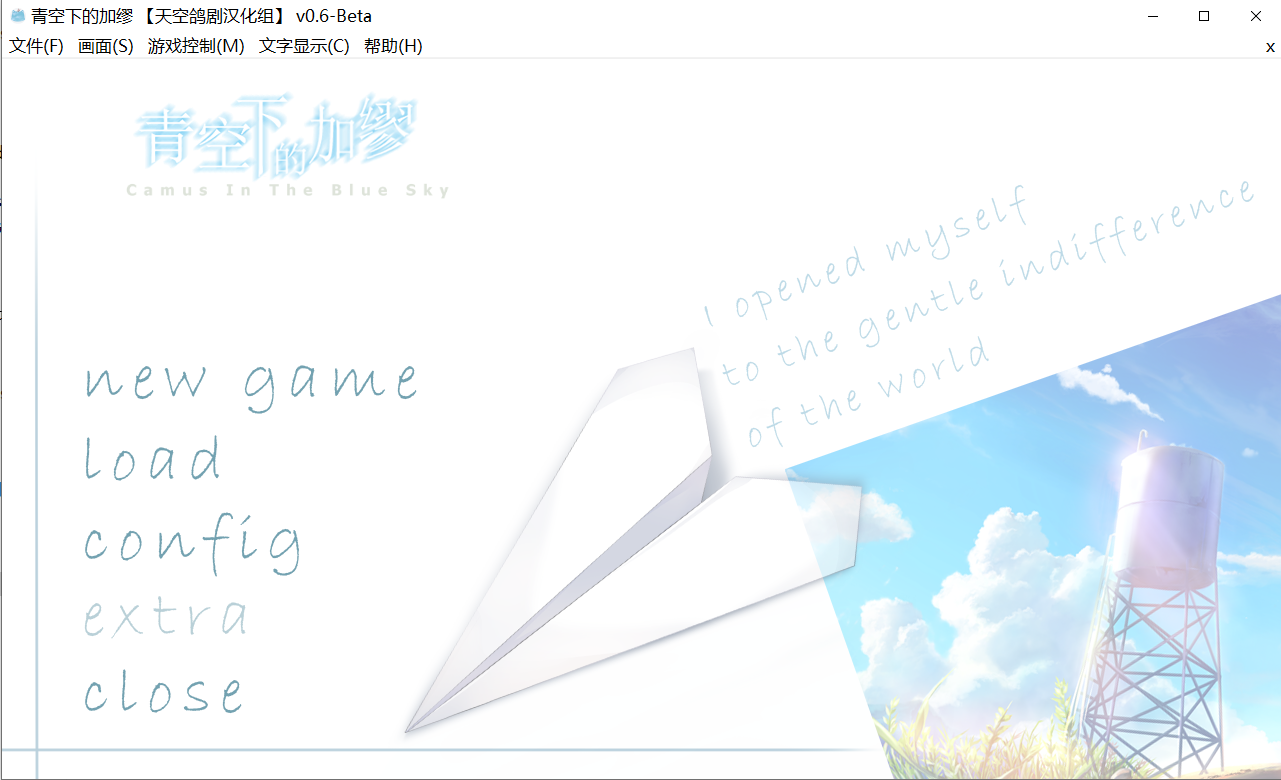 青空下的加缪 【天空鸽剧汉化组】 v0.6-Beta
文件(F) 画面(S) 游戏控制(M) 文字显示(C) 帮助(H) x
青空下的加缪
Camus In The Blue Sky
I opened myself
to the gentle indifference
of the world
new game
load
config
extra
close